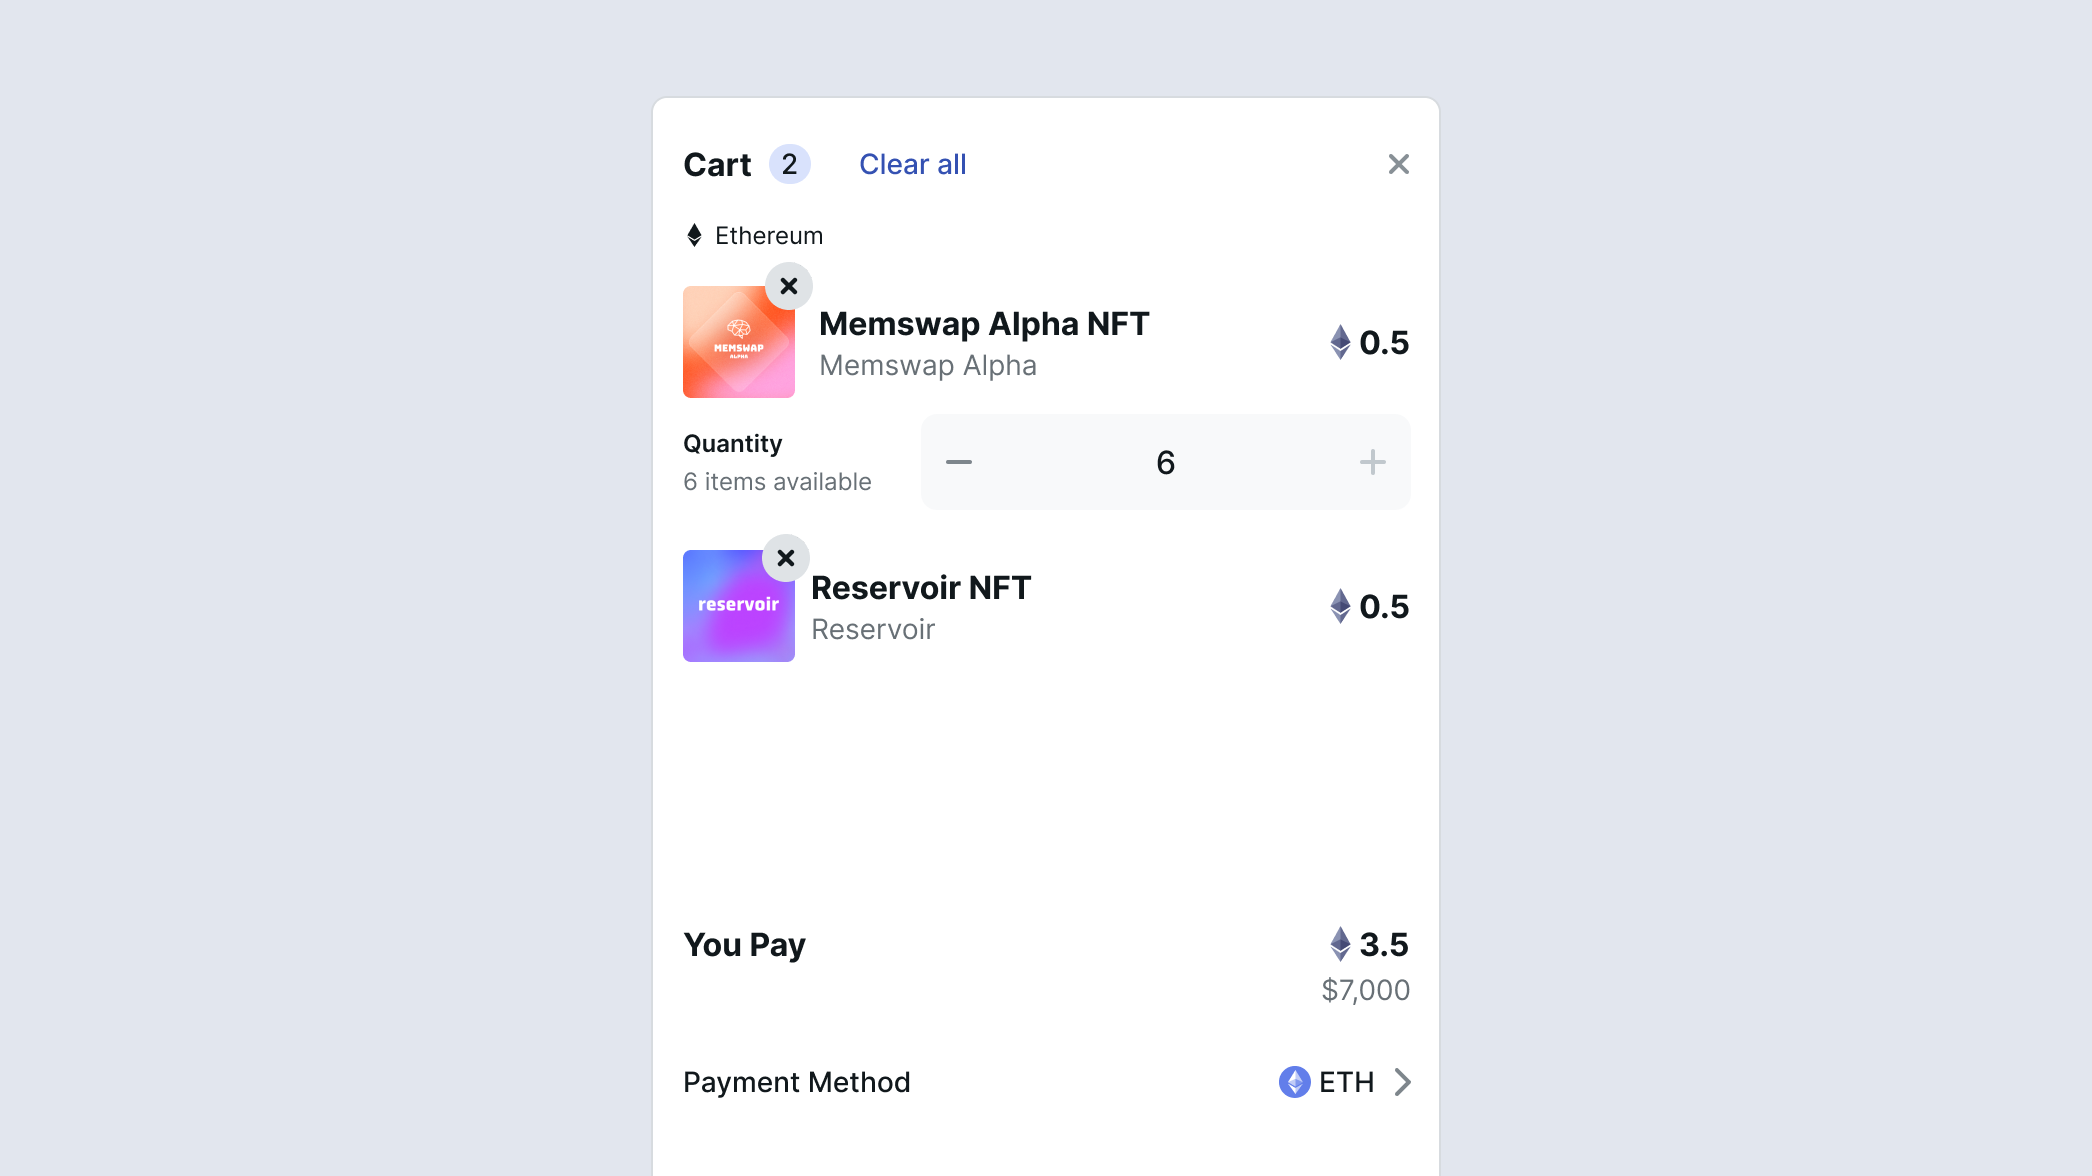 Cart 2 Clear all
Ethereum
MEMSWAP
ALPHA
Memswap Alpha NFT
Memswap Alpha
0.5
Quantity
6 items available
6
reservoir
Reservoir NFT
Reservoir
0.5
You Pay
3.5
$7,000
Payment Method
ETH